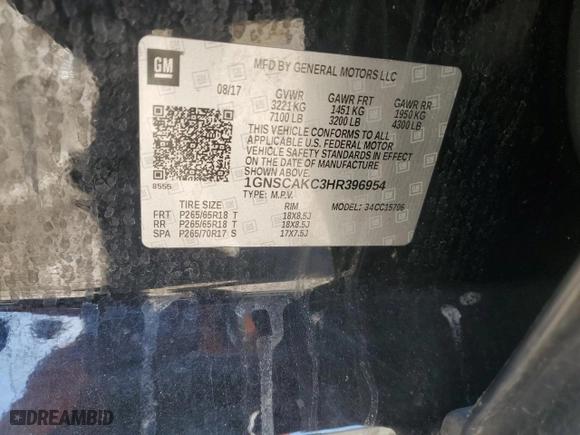 GM
MFD BY GENERAL MOTORS LLC
08/17 GVWR GAWR FRT GAWR RR
3221 KG 1451 KG 1950 KG
7100 LB 3200 LB 4300 LB
THIS VEHICLE CONFORMS TO ALL
APPLICABLE U.S. FEDERAL MOTOR
VEHICLE SAFETY STANDARDS IN EFFECT
ON THE DATE OF MANUFACTURE
SHOWN ABOVE.
8555 1GNSCAKC3HR396954
TYPE: M.P.V. MODEL: 34CC15706
TIRE SIZE RIM
FRT P265/65R18 T 18X8.5J
RR P265/65R18 T 18X8.5J
SPA P265/70R17 S 17X7.5J
DREAMBID